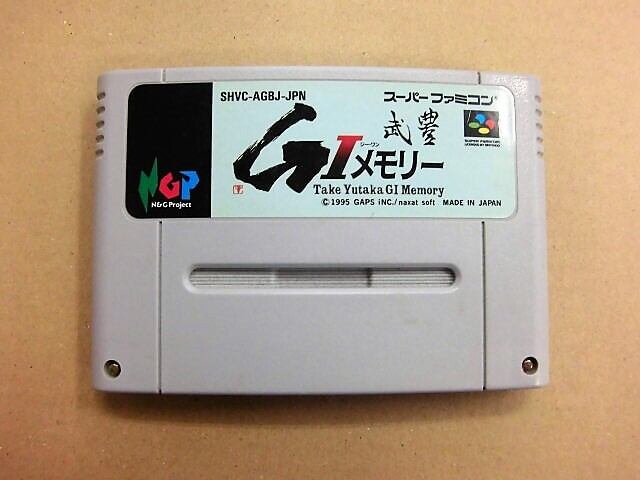 SHVC-AGBJ-JPN
スーパーファミコン
武豊
ジーワン
GIメモリー
Take Yutaka GI Memory
© 1995 GAPS iNC./naxat soft MADE IN JAPAN
NGP
N&G Project